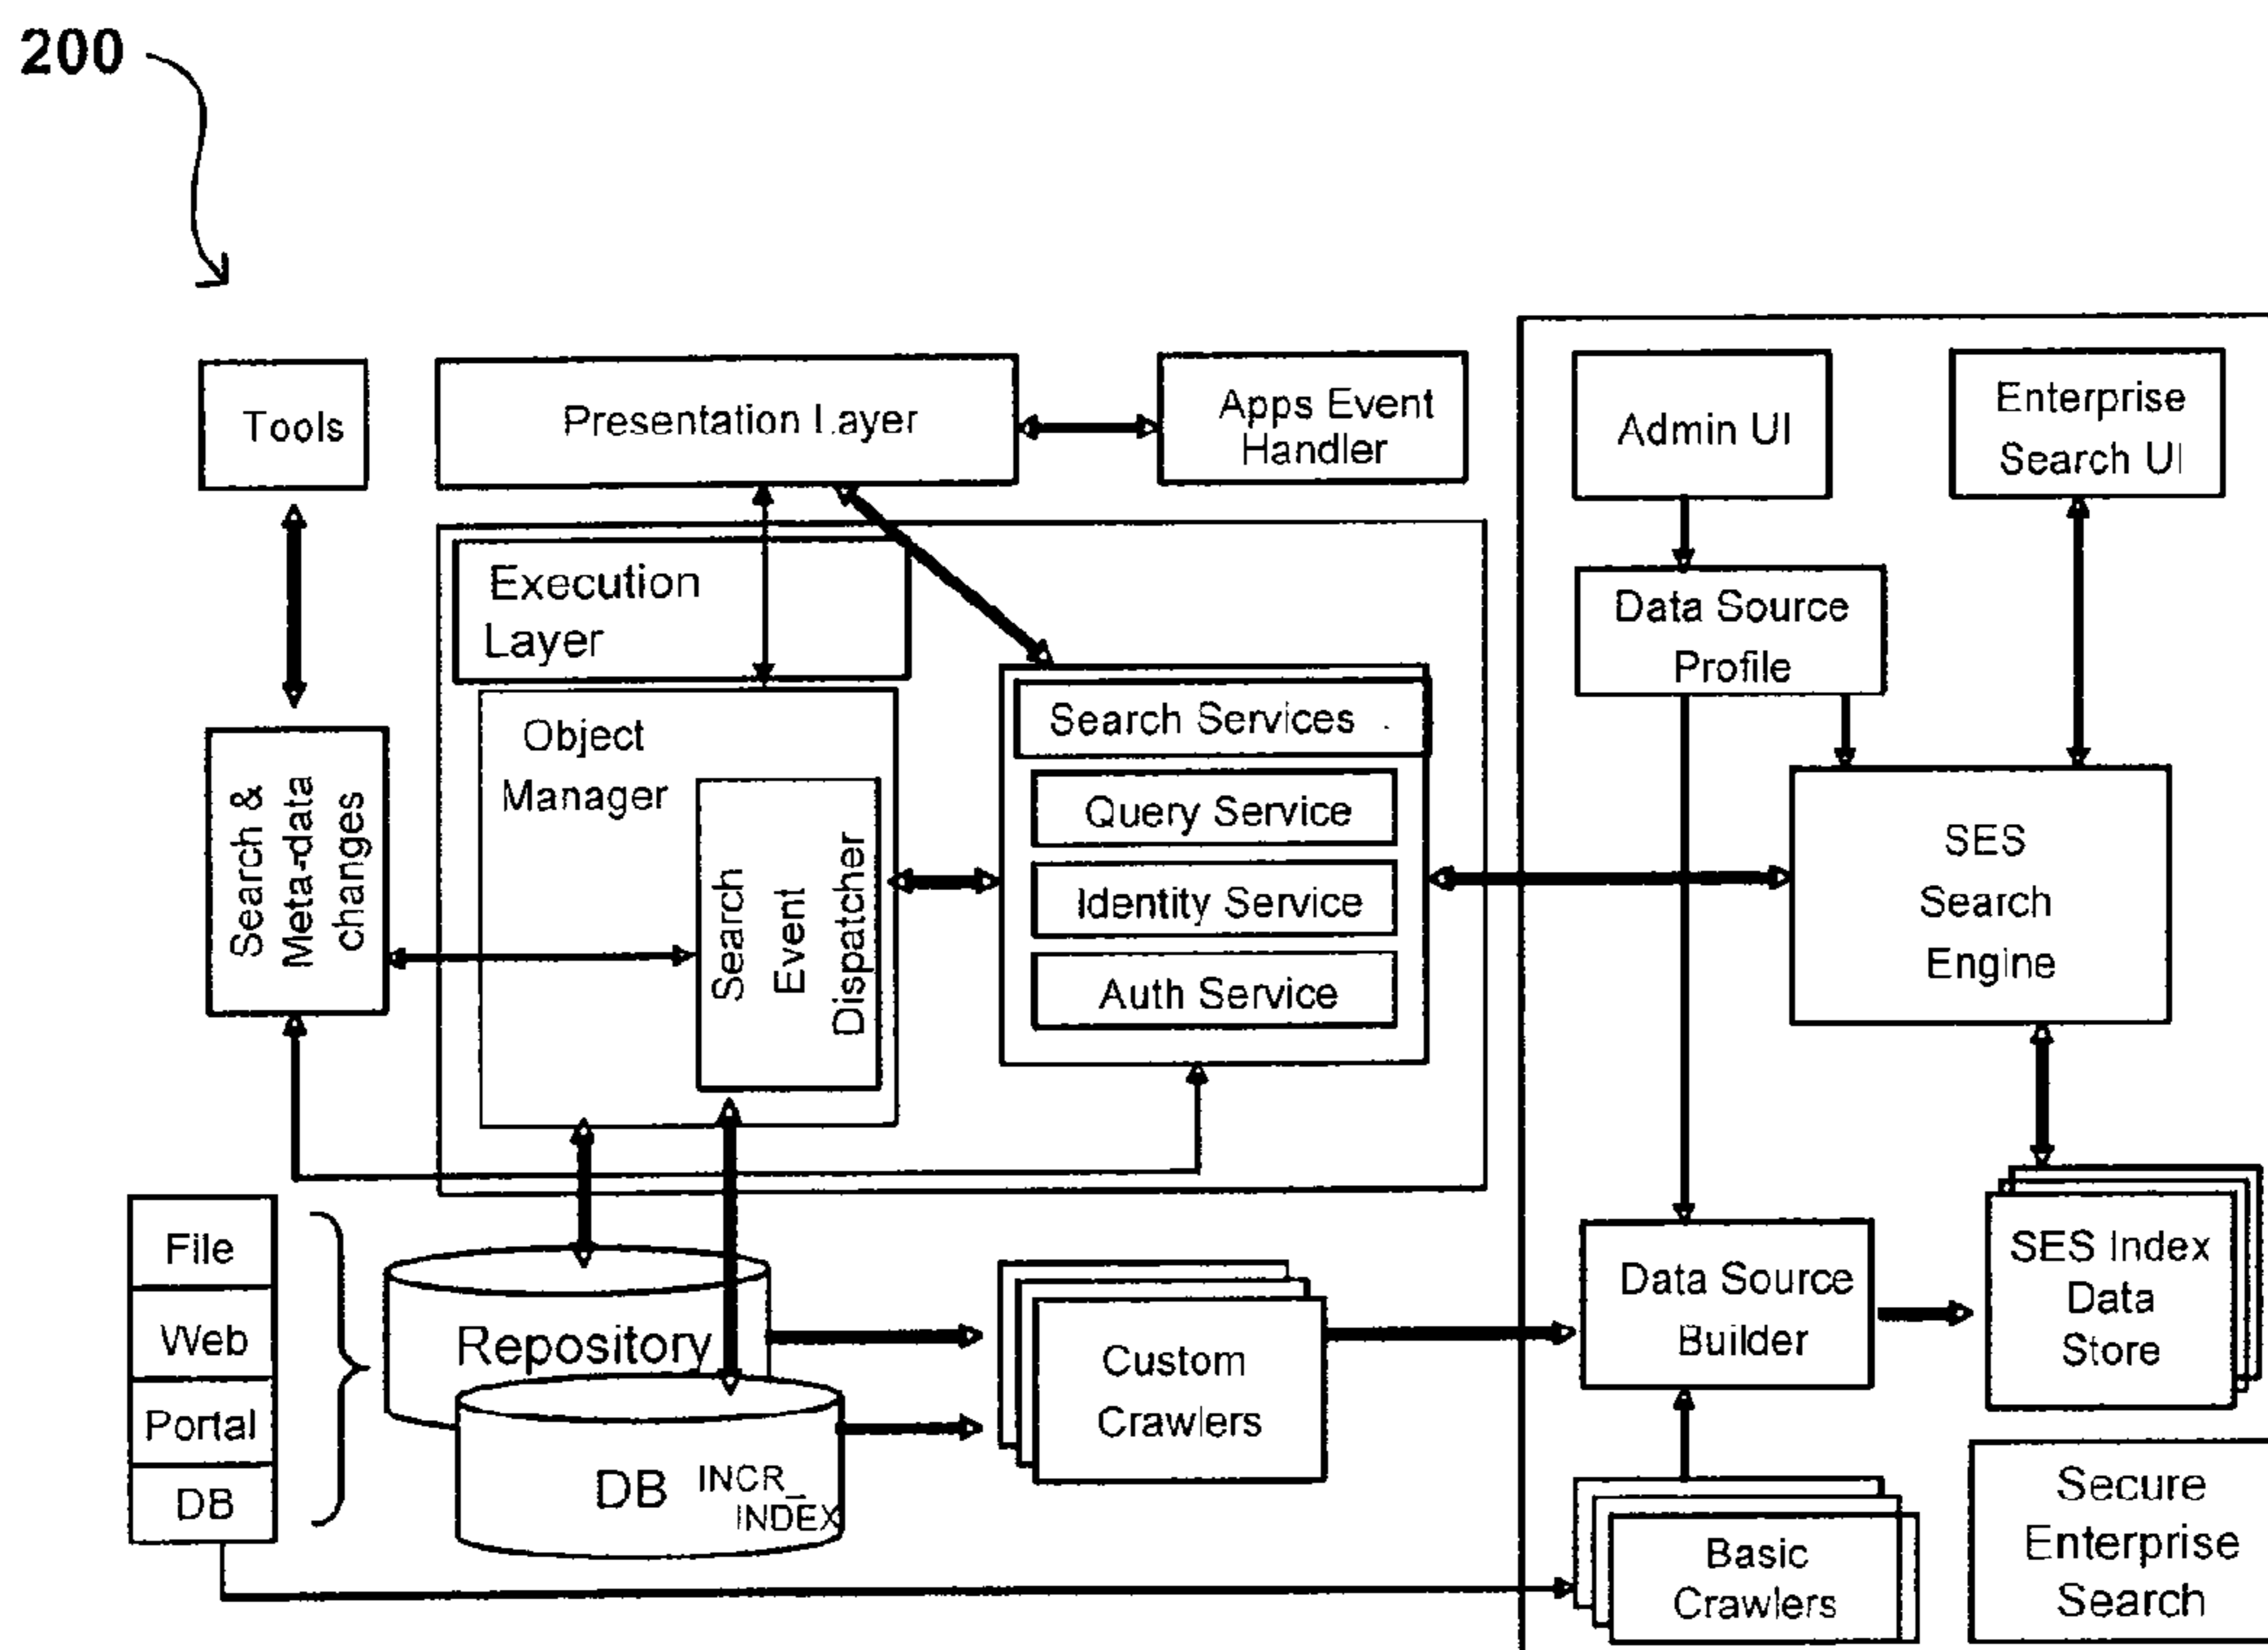 200
Tools
Presentation Layer
Apps Event
Handler
Admin UI
Enterprise
Search UI
Execution
Layer
Data Source
Profile
Object
Manager
Search Services
Query Service
Identity Service
Auth Service
Search &
Meta-data
changes
Search
Event
Dispatcher
SES
Search
Engine
File
Web
Portal
DB
Repository
DB
INCR_
INDEX
Custom
Crawlers
Data Source
Builder
SES Index
Data
Store
Basic
Crawlers
Secure
Enterprise
Search